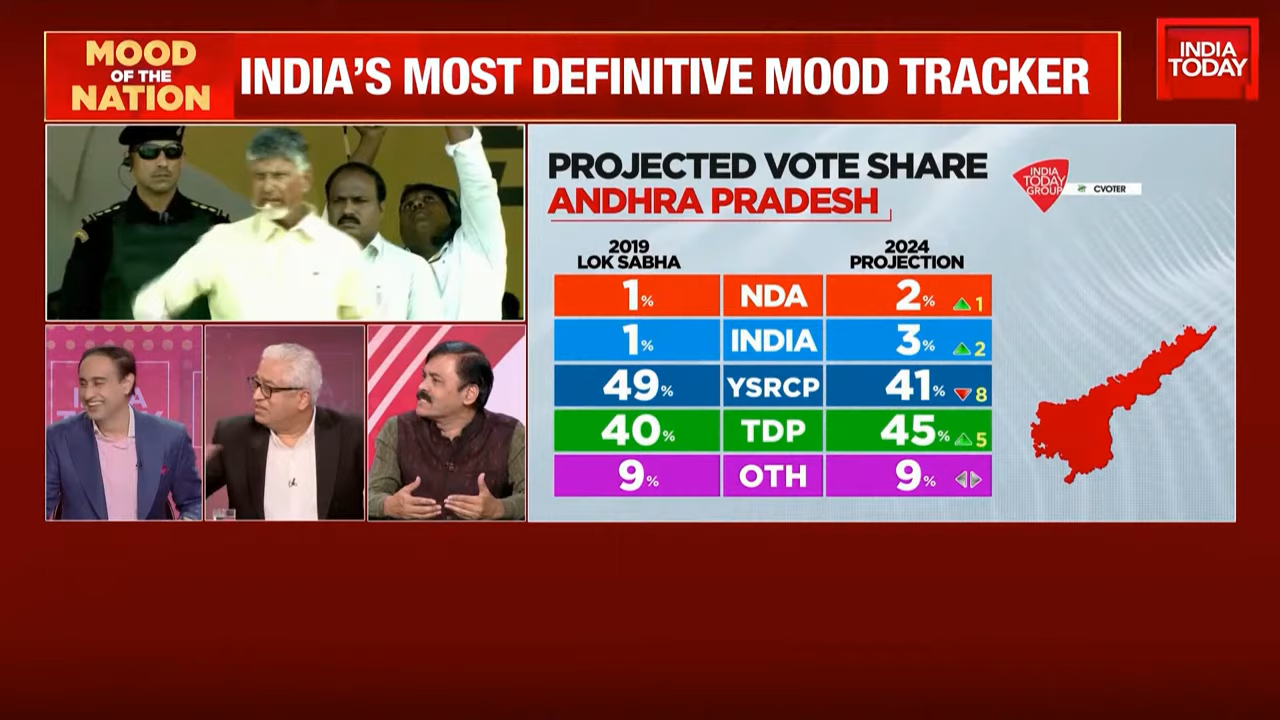 MOOD
OF THE
NATION
INDIA'S MOST DEFINITIVE MOOD TRACKER
INDIA
TODAY
PROJECTED VOTE SHARE
ANDHRA PRADESH
INDIA
TODAY
GROUP
CVOTER
2019
LOK SABHA
2024
PROJECTION
1% NDA 2% 1
1% INDIA 3% 2
49% YSRCP 41% 8
40% TDP 45% 5
9% OTH 9%